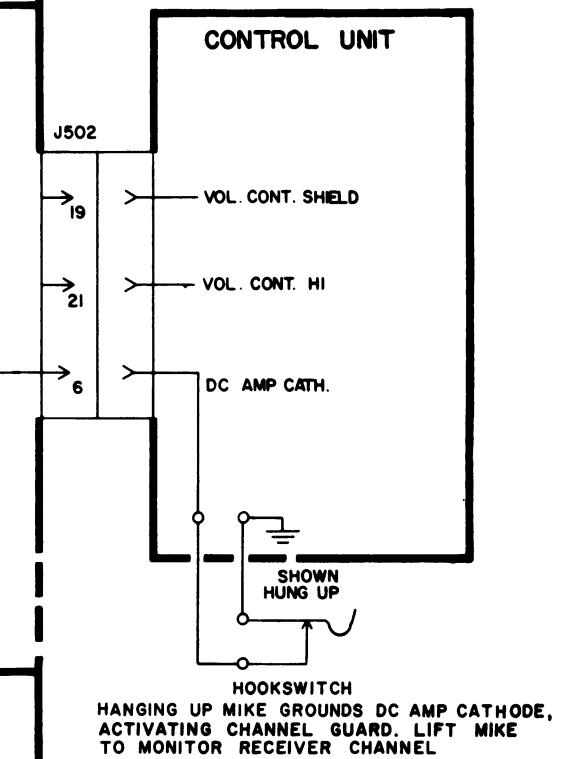 CONTROL UNIT
J502
19
VOL. CONT. SHIELD
21
VOL. CONT. HI
6
DC AMP CATH.
SHOWN
HUNG UP
HOOKSWITCH
HANGING UP MIKE GROUNDS DC AMP CATHODE,
ACTIVATING CHANNEL GUARD. LIFT MIKE
TO MONITOR RECEIVER CHANNEL